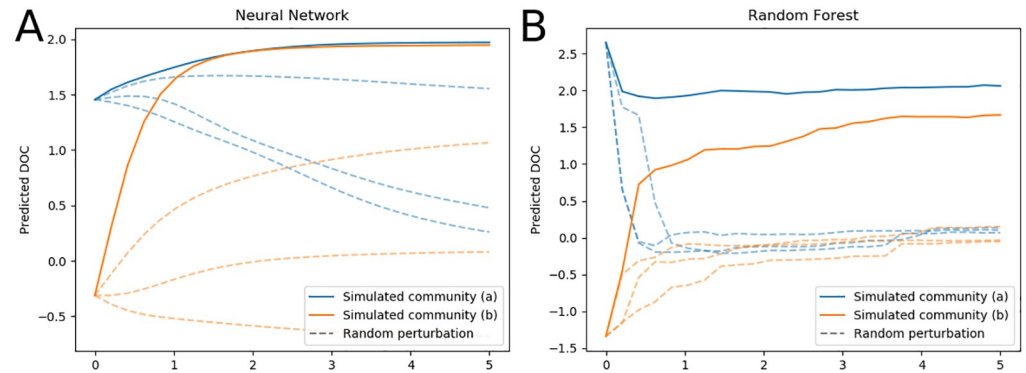 A
Neural Network
Predicted DOC
2.0
1.5
1.0
0.5
0.0
−0.5
0 1 2 3 4 5
Simulated community (a)
Simulated community (b)
Random perturbation
B
Random Forest
Predicted DOC
2.5
2.0
1.5
1.0
0.5
0.0
−0.5
−1.0
−1.5
0 1 2 3 4 5
Simulated community (a)
Simulated community (b)
Random perturbation